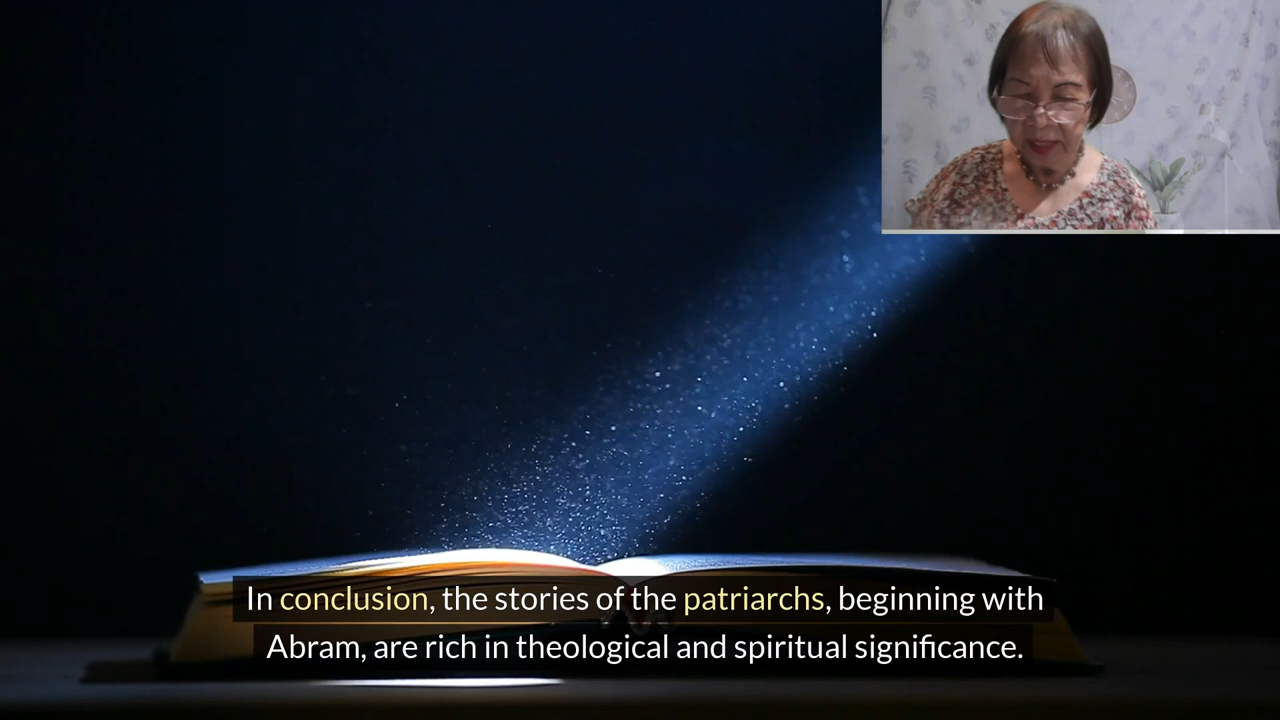 In conclusion, the stories of the patriarchs, beginning with
Abram, are rich in theological and spiritual significance.